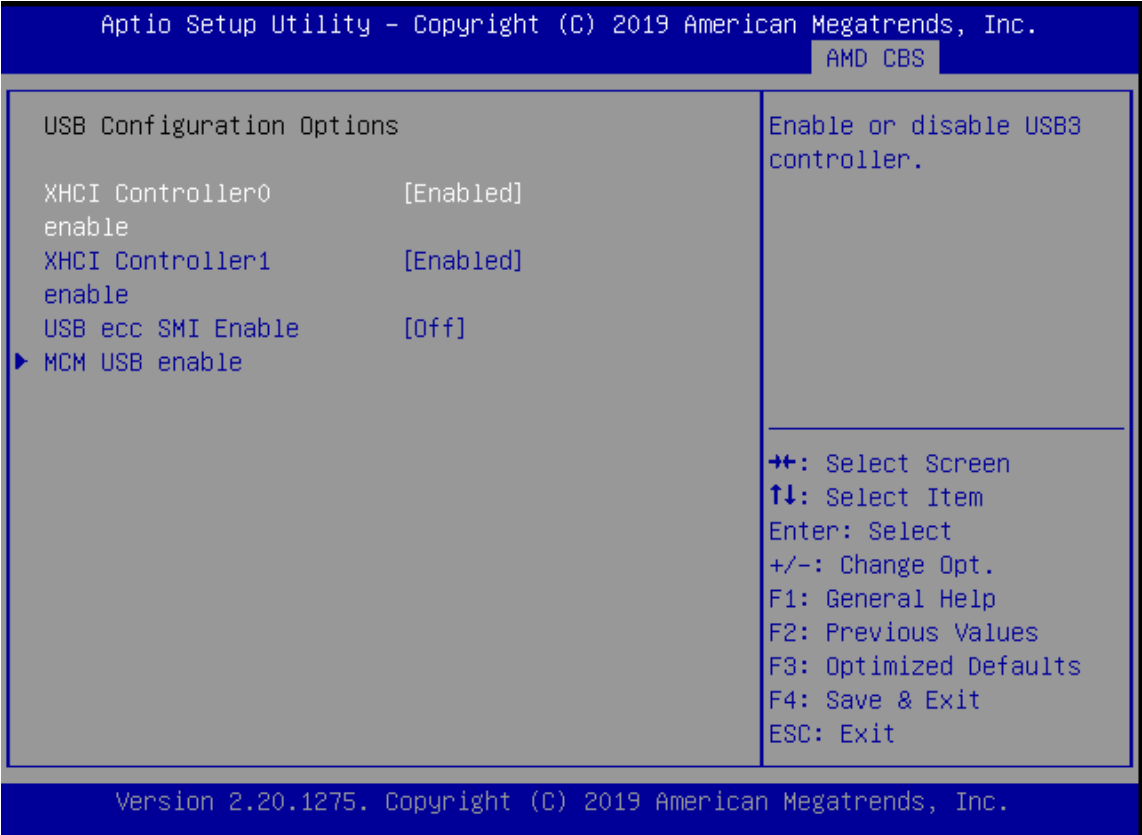 Aptio Setup Utility – Copyright (C) 2019 American Megatrends, Inc.
AMD CBS
USB Configuration Options
XHCI Controller0 [Enabled]
enable
XHCI Controller1 [Enabled]
enable
USB ecc SMI Enable [Off]
▶ MCM USB enable
Enable or disable USB3
controller.
→←: Select Screen
↑↓: Select Item
Enter: Select
+/-: Change Opt.
F1: General Help
F2: Previous Values
F3: Optimized Defaults
F4: Save & Exit
ESC: Exit
Version 2.20.1275. Copyright (C) 2019 American Megatrends, Inc.